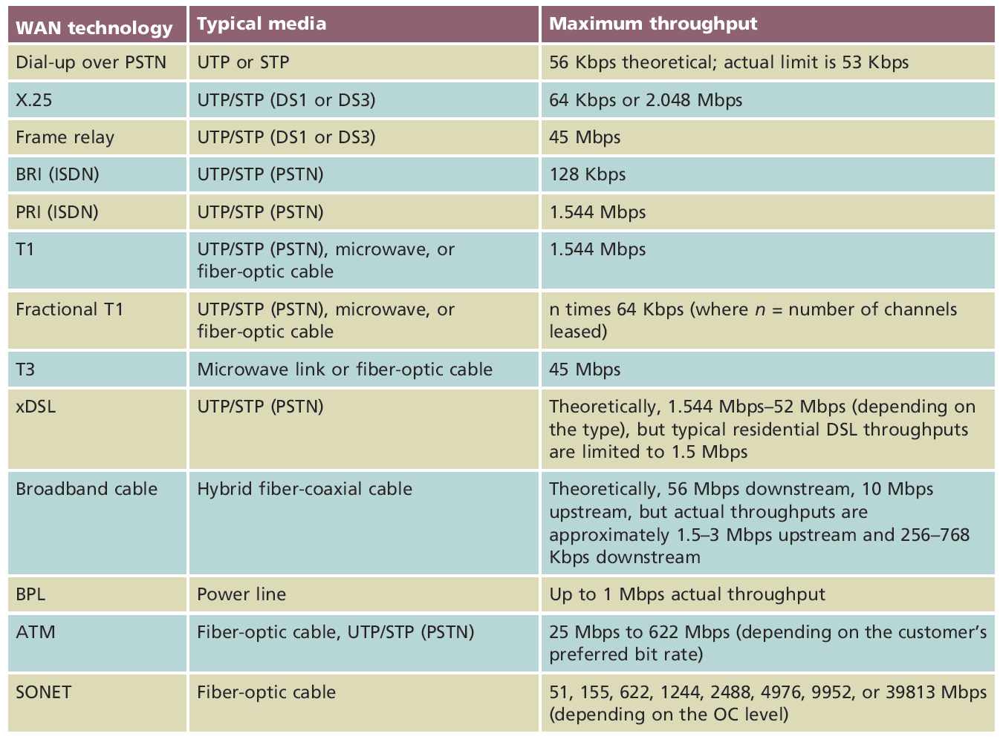 WAN technology Typical media Maximum throughput
Dial-up over PSTN UTP or STP 56 Kbps theoretical; actual limit is 53 Kbps
X.25 UTP/STP (DS1 or DS3) 64 Kbps or 2.048 Mbps
Frame relay UTP/STP (DS1 or DS3) 45 Mbps
BRI (ISDN) UTP/STP (PSTN) 128 Kbps
PRI (ISDN) UTP/STP (PSTN) 1.544 Mbps
T1 UTP/STP (PSTN), microwave, or 1.544 Mbps
fiber-optic cable
Fractional T1 UTP/STP (PSTN), microwave, or n times 64 Kbps (where n = number of channels
fiber-optic cable leased)
T3 Microwave link or fiber-optic cable 45 Mbps
xDSL UTP/STP (PSTN) Theoretically, 1.544 Mbps–52 Mbps (depending on
the type), but typical residential DSL throughputs
are limited to 1.5 Mbps
Broadband cable Hybrid fiber-coaxial cable Theoretically, 56 Mbps downstream, 10 Mbps
upstream, but actual throughputs are
approximately 1.5–3 Mbps upstream and 256–768
Kbps downstream
BPL Power line Up to 1 Mbps actual throughput
ATM Fiber-optic cable, UTP/STP (PSTN) 25 Mbps to 622 Mbps (depending on the customer’s
preferred bit rate)
SONET Fiber-optic cable 51, 155, 622, 1244, 2488, 4976, 9952, or 39813 Mbps
(depending on the OC level)